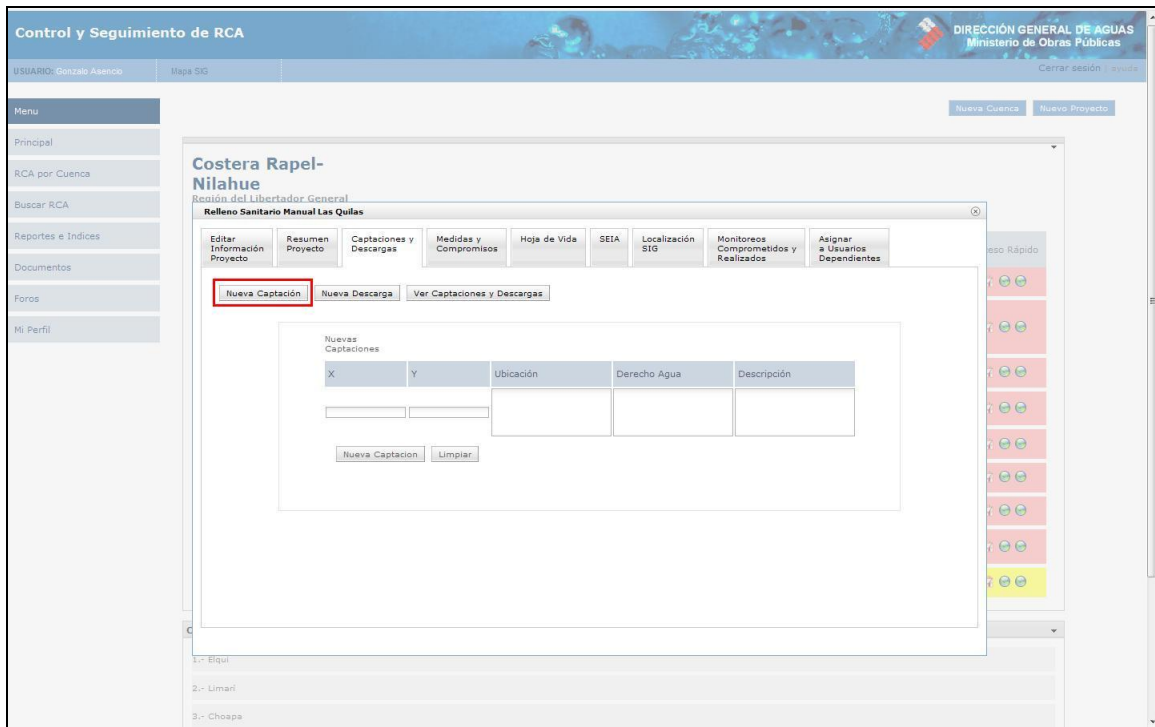 Control y Seguimiento de RCA
DIRECCIÓN GENERAL DE AGUAS
Ministerio de Obras Públicas
USUARIO: Gonzalo Asencio
Mapa SIG
Cerrar sesión | ayuda
Menu
Nueva Cuenca
Nuevo Proyecto
Principal
RCA por Cuenca
Buscar RCA
Reportes e Indices
Documentos
Foros
Mi Perfil
Costera Rapel-
Nilahue
Región del Libertador General
eso Rápido
Relleno Sanitario Manual Las Quilas
Editar
Información
Proyecto
Resumen
Proyecto
Captaciones y
Descargas
Medidas y
Compromisos
Hoja de Vida
SEIA
Localización
SIG
Monitoreos
Comprometidos y
Realizados
Asignar
a Usuarios
Dependientes
Nueva Captación
Nueva Descarga
Ver Captaciones y Descargas
Nuevas
Captaciones
X
Y
Ubicación
Derecho Agua
Descripción
Nueva Captacion
Limpiar
C
1.- Elqui
2.- Limarí
3.- Choapa